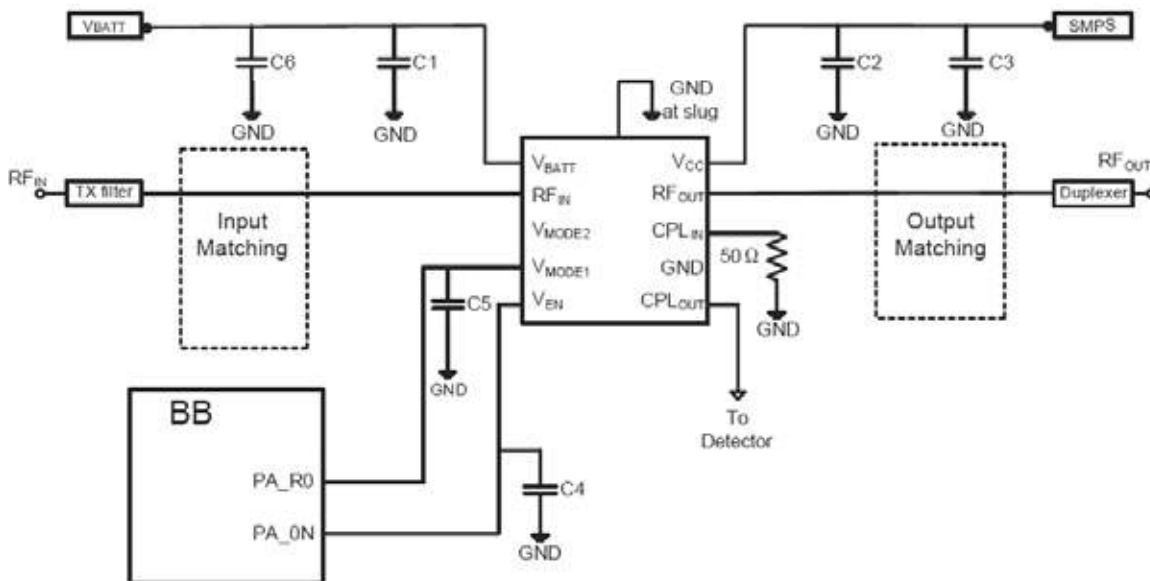 VBATT
SMPS
C6
C1
C2
C3
GND
at slug
GND
GND
GND
GND
RFIN
TX filter
Input
Matching
VBATT
RFIN
VMODE2
VMODE1
VEN
VCC
RFOUT
CPLIN
GND
CPLOUT
50 Ω
GND
Output
Matching
RFOUT
Duplexer
C5
GND
To
Detector
BB
PA_R0
PA_0N
C4
GND